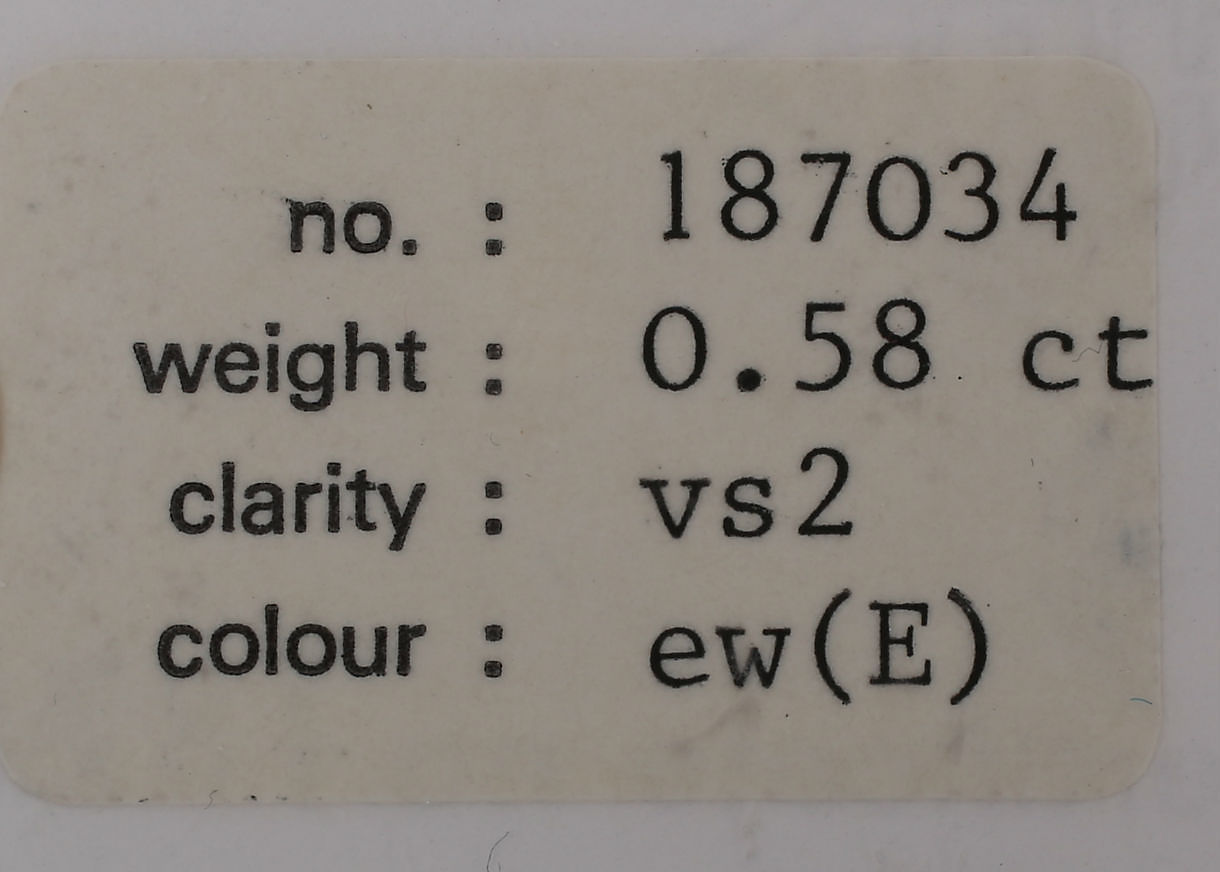 no. : 187034
weight : 0.58 ct
clarity : vs2
colour : ew(E)